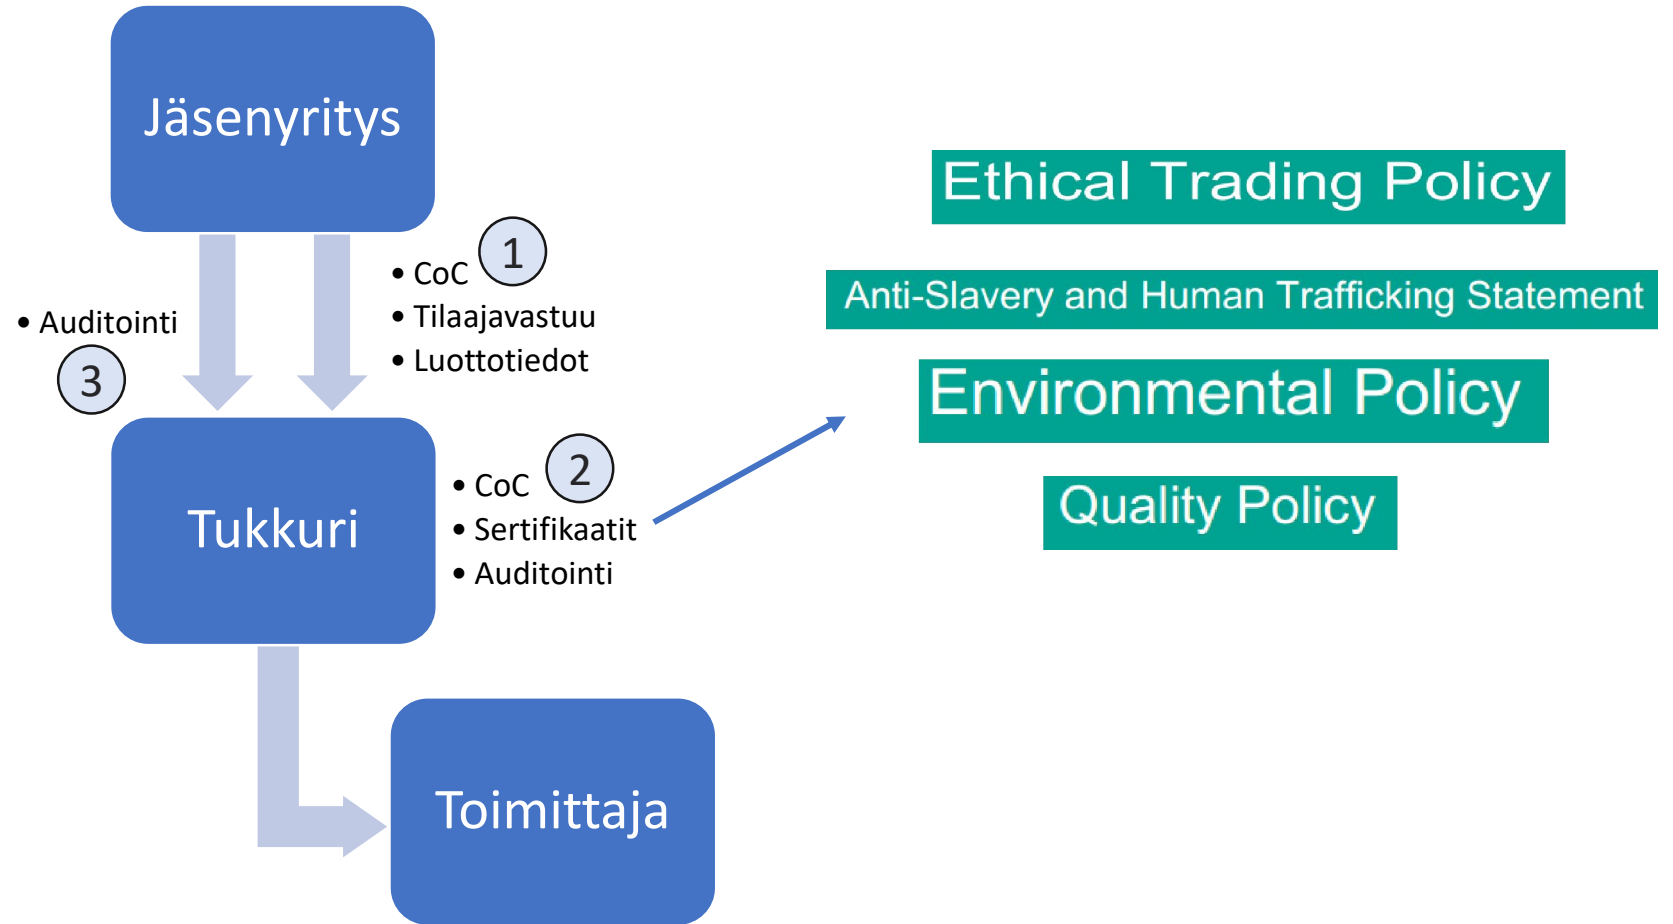 Jäsenyritys
1
• CoC
• Tilaajavastuu
• Luottotiedot
• Auditointi
3
Tukkuri
2
• CoC
• Sertifikaatit
• Auditointi
Toimittaja
Ethical Trading Policy
Anti-Slavery and Human Trafficking Statement
Environmental Policy
Quality Policy